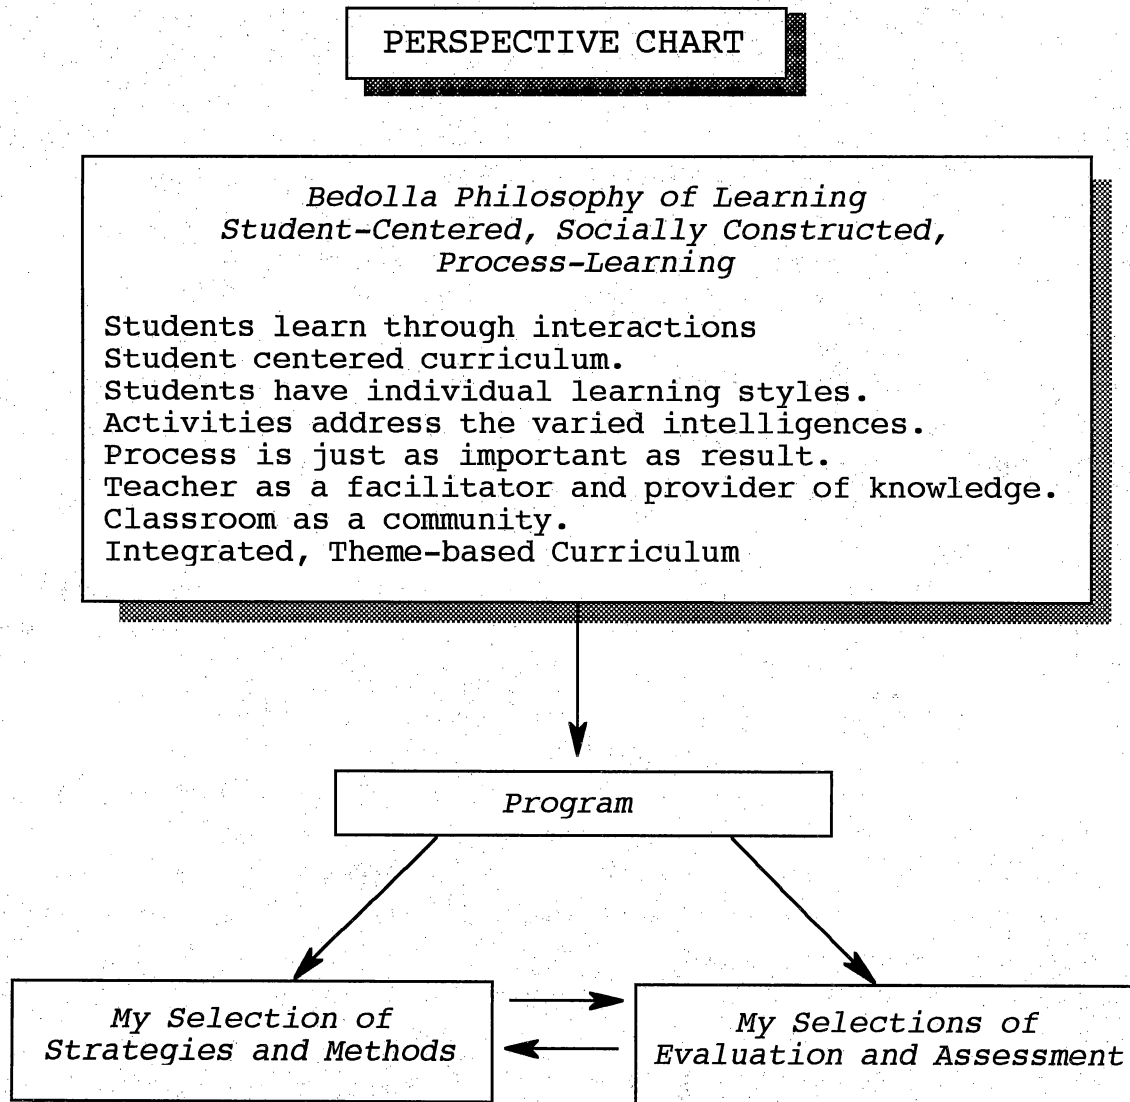 PERSPECTIVE CHART
Bedolla Philosophy of Learning
Student-Centered, Socially Constructed,
Process-Learning
Students learn through interactions
Student centered curriculum.
Students have individual learning styles.
Activities address the varied intelligences.
Process is just as important as result.
Teacher as a facilitator and provider of knowledge.
Classroom as a community.
Integrated, Theme-based Curriculum
Program
My Selection of
Strategies and Methods
My Selections of
Evaluation and Assessment